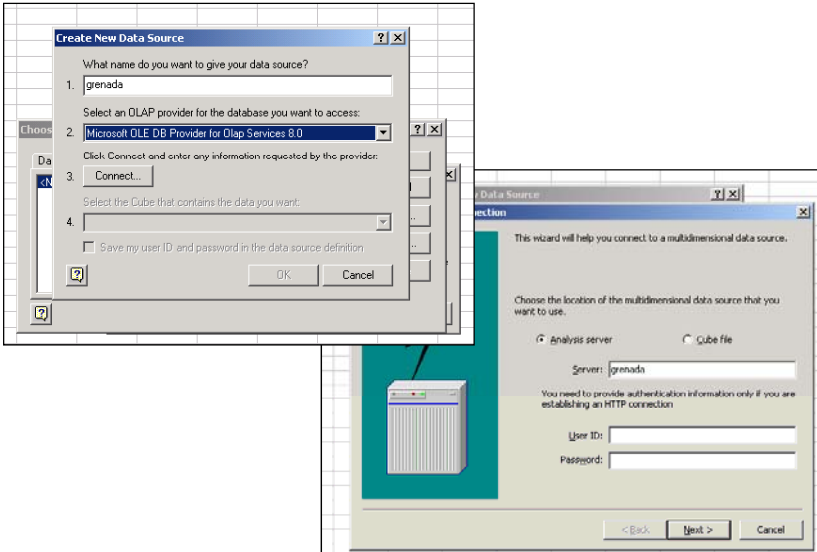 Create New Data Source
What name do you want to give your data source?
1. grenada
Select an OLAP provider for the database you want to access:
2. Microsoft OLE DB Provider for Olap Services 8.0
Click Connect and enter any information requested by the provider:
3. Connect...
Select the Cube that contains the data you want:
4.
Save my user ID and password in the data source definition
OK Cancel
Choos
Da
<N
Data Source
ection
This wizard will help you connect to a multidimensional data source.
Choose the location of the multidimensional data source that you
want to use.
Analysis server Cube file
Server: grenada
You need to provide authentication information only if you are
establishing an HTTP connection
User ID:
Password:
< Back Next > Cancel